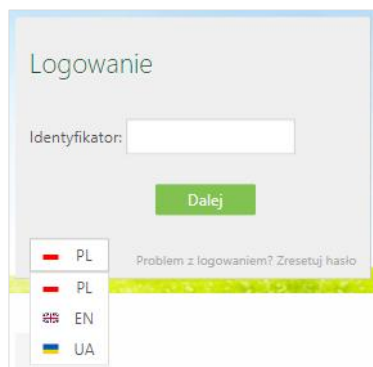 Logowanie
Identyfikator:
Dalej
PL
Problem z logowaniem? Zresetuj hasło
PL
EN
UA